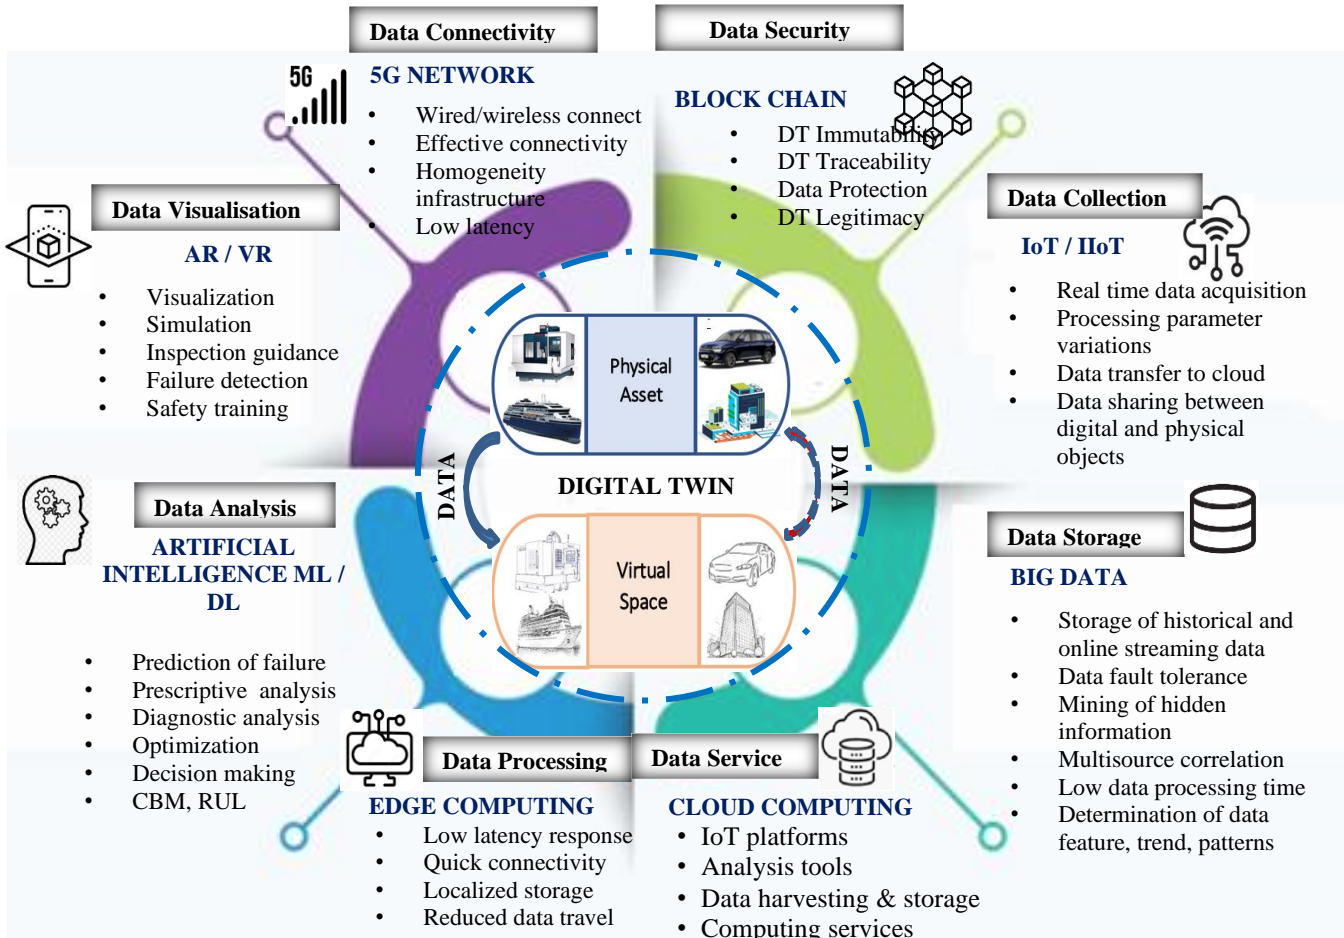 Data Connectivity
5G
5G NETWORK
• Wired/wireless connect
• Effective connectivity
• Homogeneity
infrastructure
• Low latency
Data Security
BLOCK CHAIN
• DT Immutability
• DT Traceability
• Data Protection
• DT Legitimacy
Data Visualisation
AR / VR
• Visualization
• Simulation
• Inspection guidance
• Failure detection
• Safety training
Data Collection
IoT / IIoT
• Real time data acquisition
• Processing parameter
variations
• Data transfer to cloud
• Data sharing between
digital and physical
objects
Physical
Asset
DATA
DIGITAL TWIN
DATA
Virtual
Space
Data Analysis
ARTIFICIAL
INTELLIGENCE ML /
DL
• Prediction of failure
• Prescriptive analysis
• Diagnostic analysis
• Optimization
• Decision making
• CBM, RUL
Data Storage
BIG DATA
• Storage of historical and
online streaming data
• Data fault tolerance
• Mining of hidden
information
• Multisource correlation
• Low data processing time
• Determination of data
feature, trend, patterns
Data Processing
EDGE COMPUTING
• Low latency response
• Quick connectivity
• Localized storage
• Reduced data travel
Data Service
CLOUD COMPUTING
• IoT platforms
• Analysis tools
• Data harvesting & storage
• Computing services